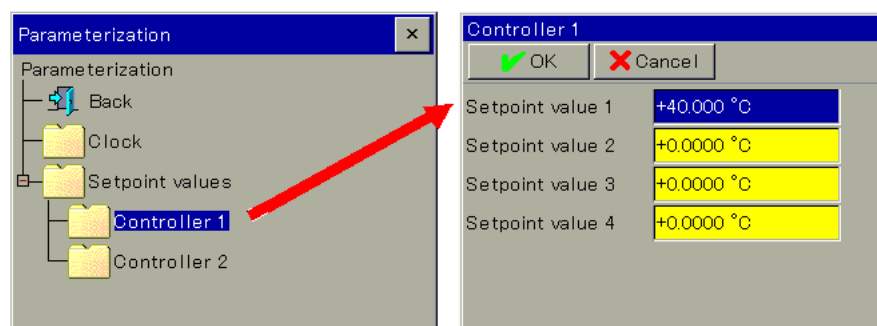 Parameterization
Parameterization
Back
Clock
Setpoint values
Controller 1
Controller 2
Controller 1
OK Cancel
Setpoint value 1 +40.000 °C
Setpoint value 2 +0.0000 °C
Setpoint value 3 +0.0000 °C
Setpoint value 4 +0.0000 °C